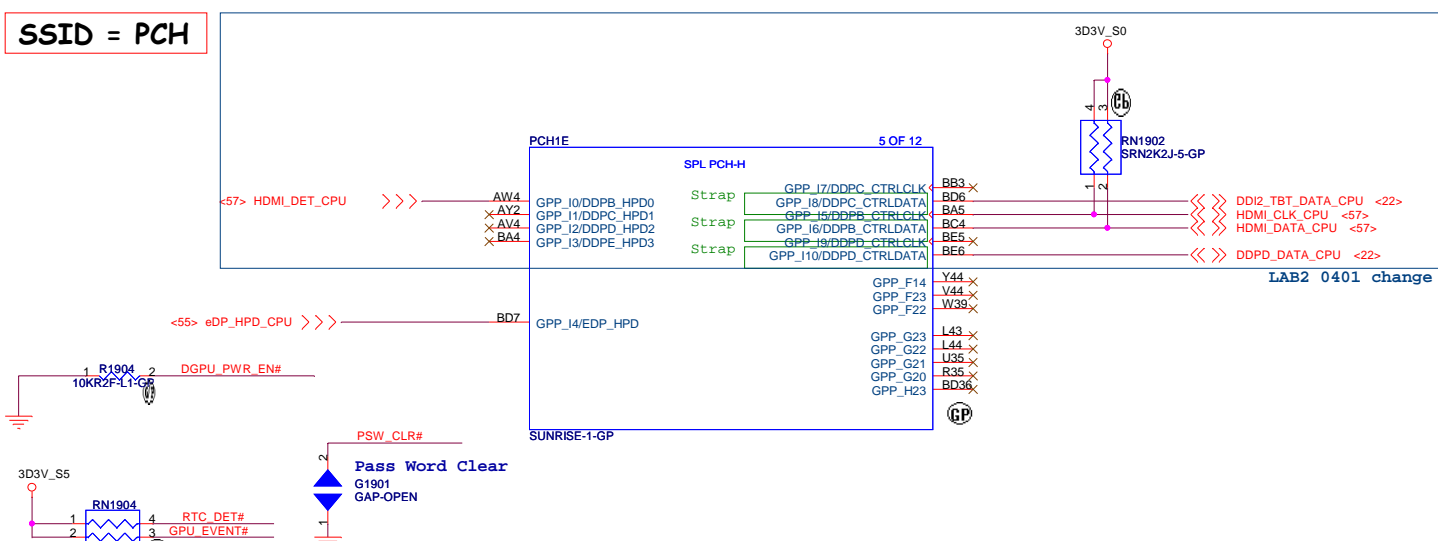 SSID = PCH
3D3V_S0
4 3
RN1902
SRN2K2J-5-GP
1 2
PCH1E 5 OF 12
SPL PCH-H
<57> HDMI_DET_CPU
AW4 GPP_I0/DDPB_HPD0
AY2 GPP_I1/DDPC_HPD1
AV4 GPP_I2/DDPD_HPD2
BA4 GPP_I3/DDPE_HPD3
Strap
Strap
Strap
GPP_I7/DDPC_CTRLCLK BB3
GPP_I8/DDPC_CTRLDATA BD6
GPP_I5/DDPB_CTRLCLK BA5
GPP_I6/DDPB_CTRLDATA BC4
GPP_I9/DDPD_CTRLCLK BE5
GPP_I10/DDPD_CTRLDATA BE6
DDI2_TBT_DATA_CPU <22>
HDMI_CLK_CPU <57>
HDMI_DATA_CPU <57>
DDPD_DATA_CPU <22>
LAB2 0401 change
GPP_F14 Y44
GPP_F23 V44
GPP_F22 W39
GPP_G23 L43
GPP_G22 L44
GPP_G21 U35
GPP_G20 R35
GPP_H23 BD36
GP
<55> eDP_HPD_CPU
BD7 GPP_I4/EDP_HPD
SUNRISE-1-GP
1 R1904 2 DGPU_PWR_EN#
10KR2F-L1-GP
PSW_CLR#
2
Pass Word Clear
G1901
GAP-OPEN
1
3D3V_S5
RN1904
1 4 RTC_DET#
2 3 GPU_EVENT#